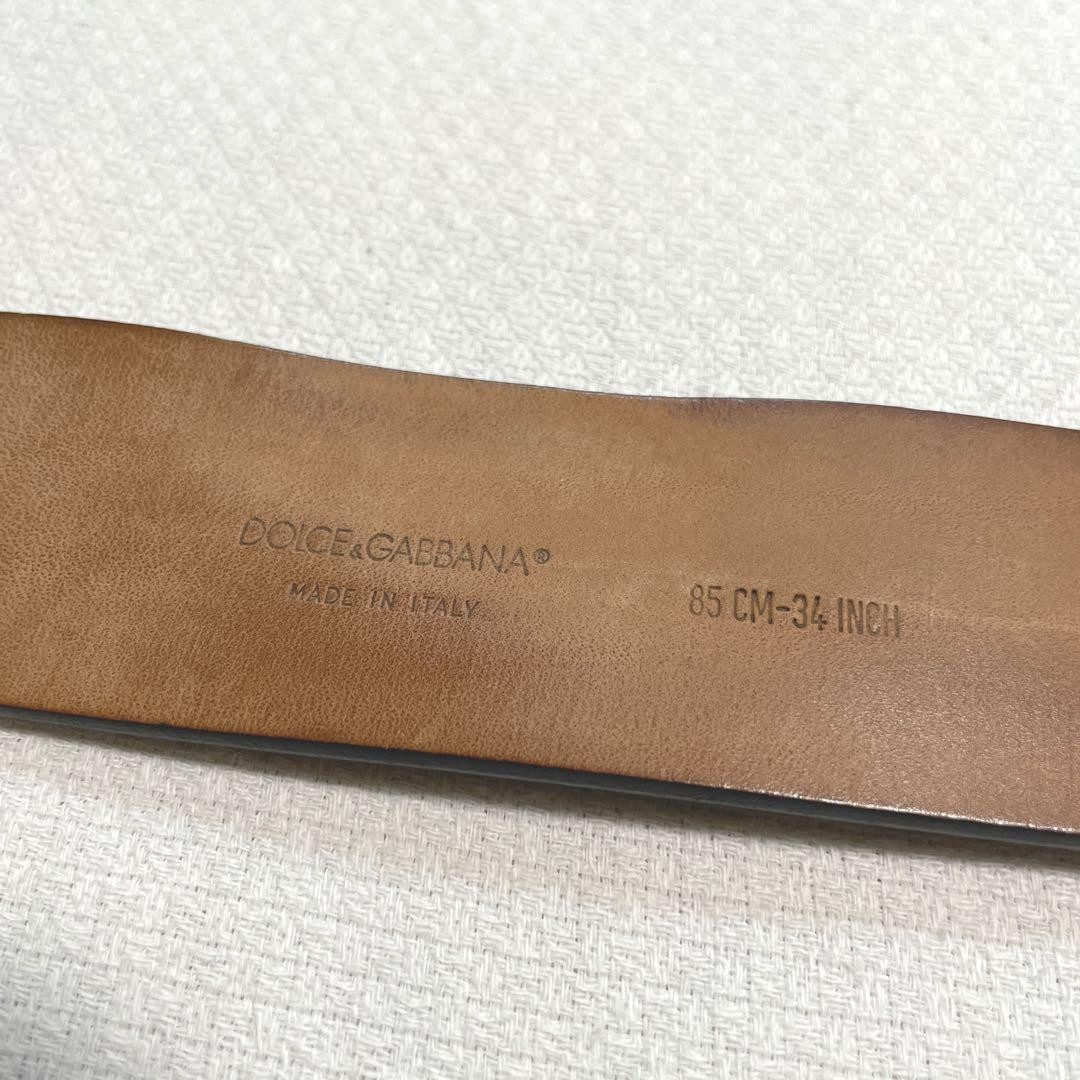 DOLCE&GABBANA®
MADE IN ITALY
85 CM-34 INCH